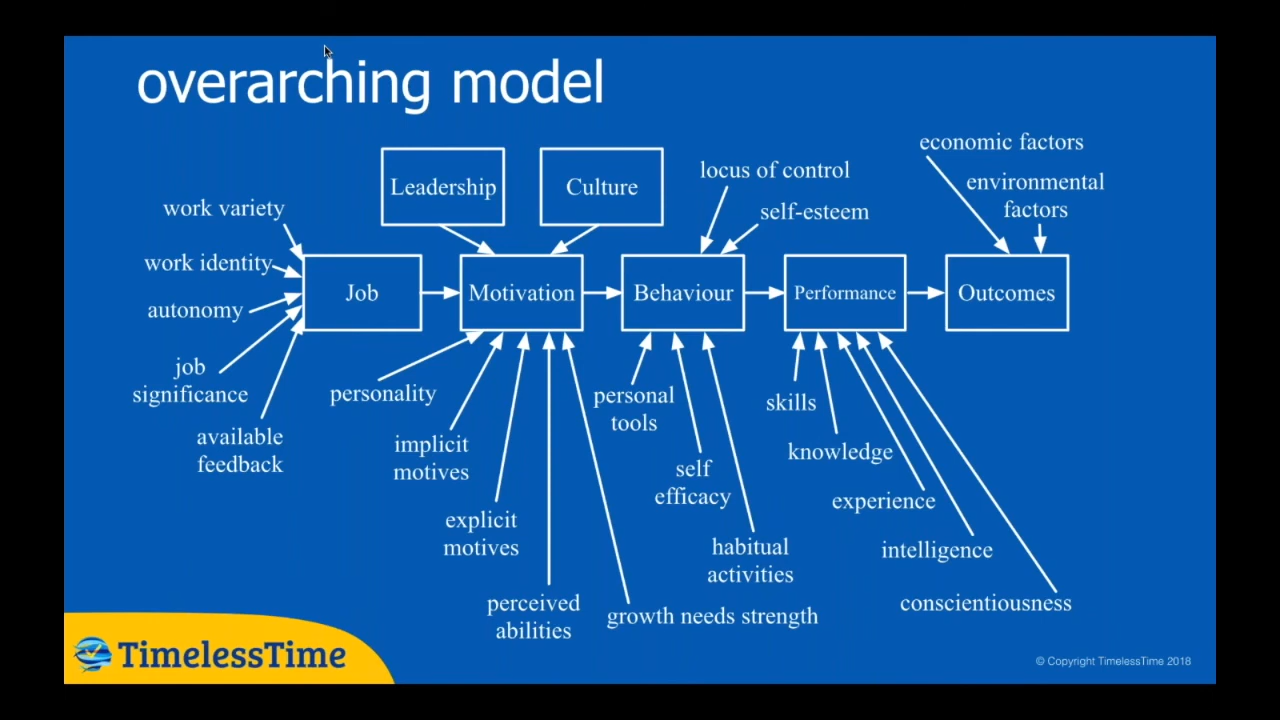 overarching model
economic factors
locus of control
environmental
factors
Leadership
Culture
work variety
self-esteem
work identity
Job
Motivation
Behaviour
Performance
Outcomes
autonomy
job
significance
personality
personal
tools
skills
available
feedback
implicit
motives
knowledge
self
efficacy
experience
explicit
motives
habitual
activities
intelligence
perceived
abilities
growth needs strength
conscientiousness
TimelessTime
© Copyright TimelessTime 2018